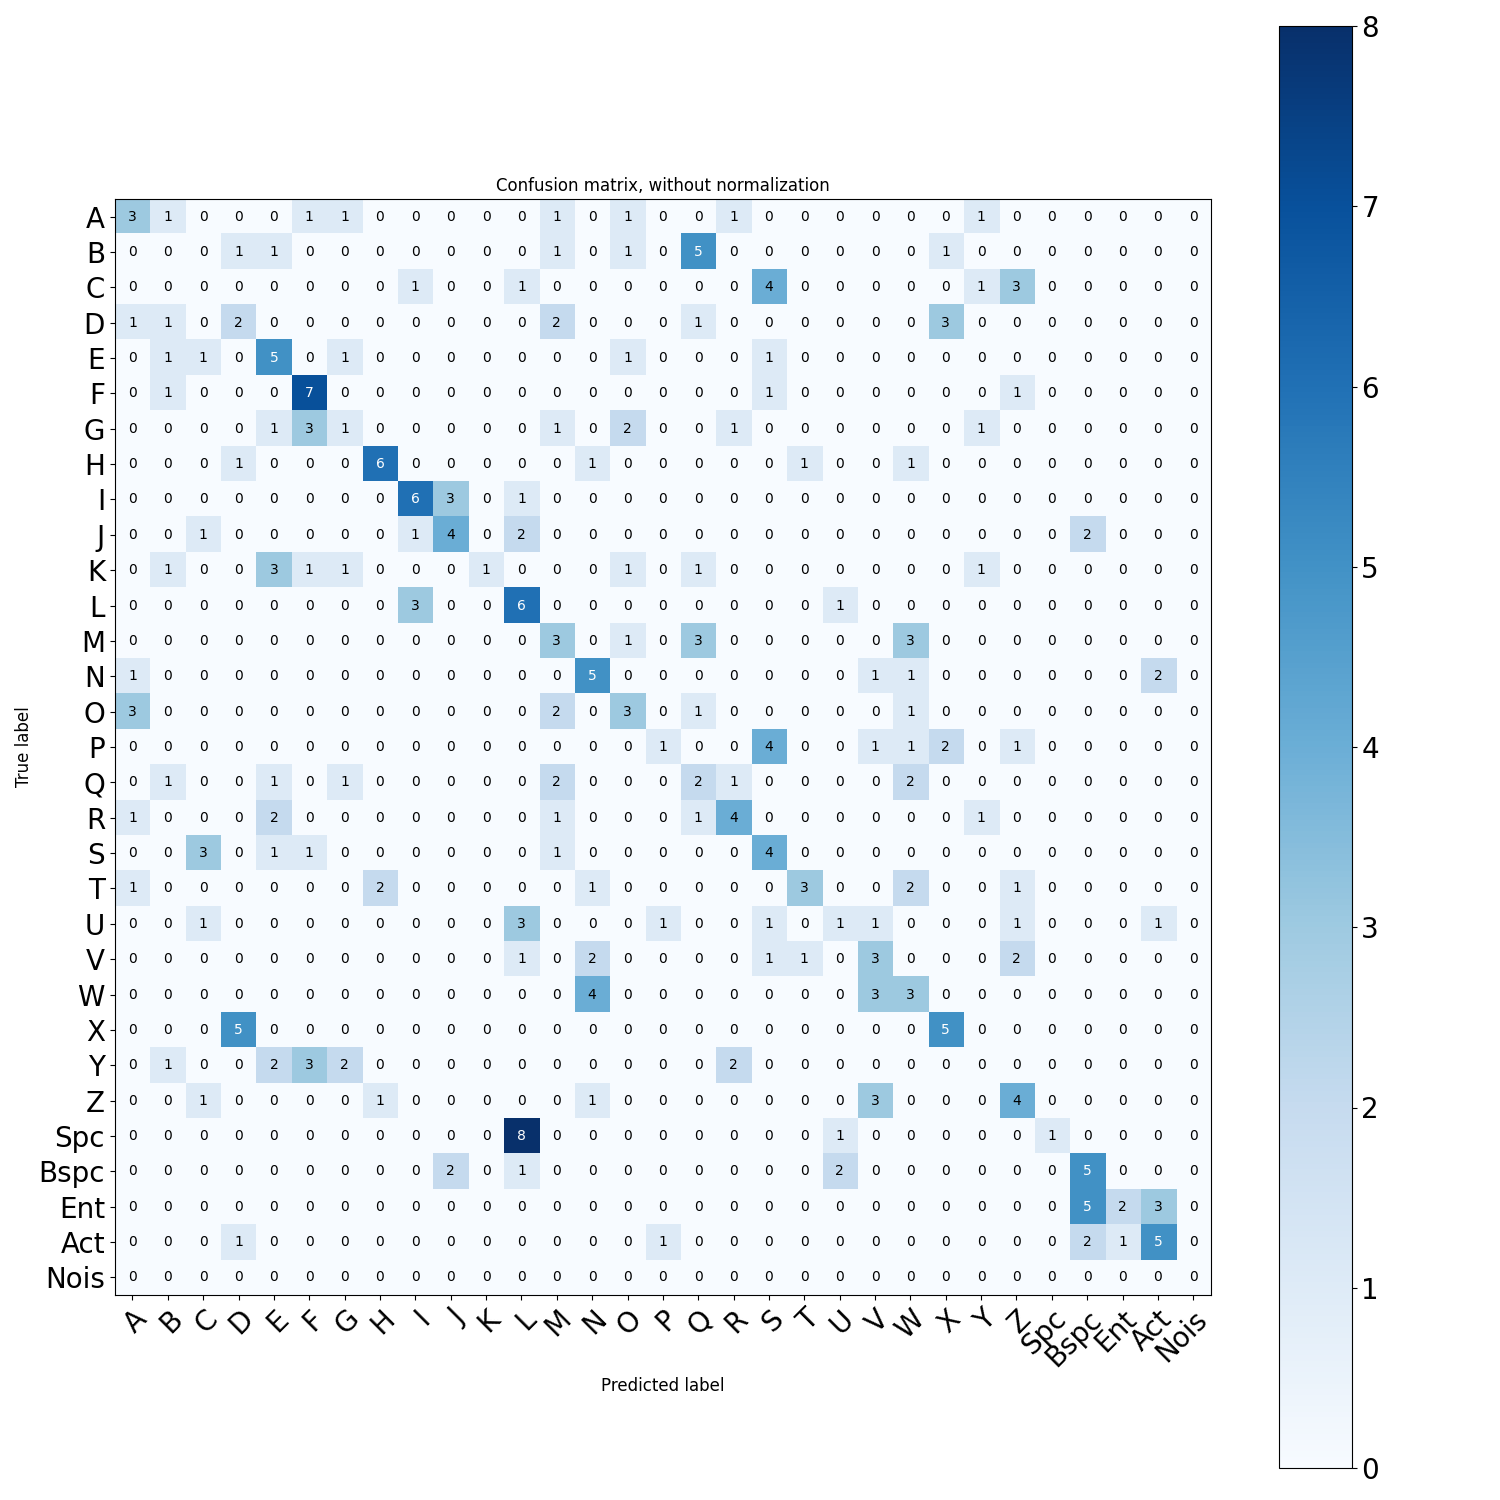 Confusion matrix, without normalization
A 3 1 0 0 0 1 1 0 0 0 0 0 1 0 1 0 0 1 0 0 0 0 0 0 1 0 0 0 0 0 0
B 0 0 0 1 1 0 0 0 0 0 0 0 1 0 1 0 5 0 0 0 0 0 0 1 0 0 0 0 0 0 0
C 0 0 0 0 0 0 0 0 1 0 0 1 0 0 0 0 0 0 4 0 0 0 0 0 1 3 0 0 0 0 0
D 1 1 0 2 0 0 0 0 0 0 0 0 2 0 0 0 1 0 0 0 0 0 0 3 0 0 0 0 0 0 0
E 0 1 1 0 5 0 1 0 0 0 0 0 0 0 1 0 0 0 1 0 0 0 0 0 0 0 0 0 0 0 0
F 0 1 0 0 0 7 0 0 0 0 0 0 0 0 0 0 0 0 1 0 0 0 0 0 0 1 0 0 0 0 0
G 0 0 0 0 1 3 1 0 0 0 0 0 1 0 2 0 0 1 0 0 0 0 0 0 1 0 0 0 0 0 0
H 0 0 0 1 0 0 0 6 0 0 0 0 0 1 0 0 0 0 0 1 0 0 1 0 0 0 0 0 0 0 0
I 0 0 0 0 0 0 0 0 6 3 0 1 0 0 0 0 0 0 0 0 0 0 0 0 0 0 0 0 0 0 0
J 0 0 1 0 0 0 0 0 1 4 0 2 0 0 0 0 0 0 0 0 0 0 0 0 0 0 0 2 0 0 0
K 0 1 0 0 3 1 1 0 0 0 1 0 0 0 1 0 1 0 0 0 0 0 0 0 1 0 0 0 0 0 0
L 0 0 0 0 0 0 0 0 3 0 0 6 0 0 0 0 0 0 0 0 1 0 0 0 0 0 0 0 0 0 0
M 0 0 0 0 0 0 0 0 0 0 0 0 3 0 1 0 3 0 0 0 0 0 3 0 0 0 0 0 0 0 0
N 1 0 0 0 0 0 0 0 0 0 0 0 0 5 0 0 0 0 0 0 0 1 1 0 0 0 0 0 0 2 0
O 3 0 0 0 0 0 0 0 0 0 0 0 2 0 3 0 1 0 0 0 0 0 1 0 0 0 0 0 0 0 0
P 0 0 0 0 0 0 0 0 0 0 0 0 0 0 0 1 0 0 4 0 0 1 1 2 0 1 0 0 0 0 0
Q 0 1 0 0 1 0 1 0 0 0 0 0 2 0 0 0 2 1 0 0 0 0 2 0 0 0 0 0 0 0 0
R 1 0 0 0 2 0 0 0 0 0 0 0 1 0 0 0 1 4 0 0 0 0 0 0 1 0 0 0 0 0 0
S 0 0 3 0 1 1 0 0 0 0 0 0 1 0 0 0 0 0 4 0 0 0 0 0 0 0 0 0 0 0 0
T 1 0 0 0 0 0 0 2 0 0 0 0 0 1 0 0 0 0 0 3 0 0 2 0 0 1 0 0 0 0 0
U 0 0 1 0 0 0 0 0 0 0 0 3 0 0 0 1 0 0 1 0 1 1 0 0 0 1 0 0 0 1 0
V 0 0 0 0 0 0 0 0 0 0 0 1 0 2 0 0 0 0 1 1 0 3 0 0 0 2 0 0 0 0 0
W 0 0 0 0 0 0 0 0 0 0 0 0 0 4 0 0 0 0 0 0 0 3 3 0 0 0 0 0 0 0 0
X 0 0 0 5 0 0 0 0 0 0 0 0 0 0 0 0 0 0 0 0 0 0 0 5 0 0 0 0 0 0 0
Y 0 1 0 0 2 3 2 0 0 0 0 0 0 0 0 0 0 2 0 0 0 0 0 0 0 0 0 0 0 0 0
Z 0 0 1 0 0 0 0 1 0 0 0 0 0 1 0 0 0 0 0 0 0 3 0 0 0 4 0 0 0 0 0
Spc 0 0 0 0 0 0 0 0 0 0 0 8 0 0 0 0 0 0 0 0 1 0 0 0 0 0 1 0 0 0 0
Bspc 0 0 0 0 0 0 0 0 0 2 0 1 0 0 0 0 0 0 0 0 2 0 0 0 0 0 0 5 0 0 0
Ent 0 0 0 0 0 0 0 0 0 0 0 0 0 0 0 0 0 0 0 0 0 0 0 0 0 0 0 5 2 3 0
Act 0 0 0 1 0 0 0 0 0 0 0 0 0 0 0 1 0 0 0 0 0 0 0 0 0 0 0 2 1 5 0
Nois 0 0 0 0 0 0 0 0 0 0 0 0 0 0 0 0 0 0 0 0 0 0 0 0 0 0 0 0 0 0 0
A B C D E F G H I J K L M N O P Q R S T U V W X Y Z Spc Bspc Ent Act Nois
Predicted label
True label
8
7
6
5
4
3
2
1
0